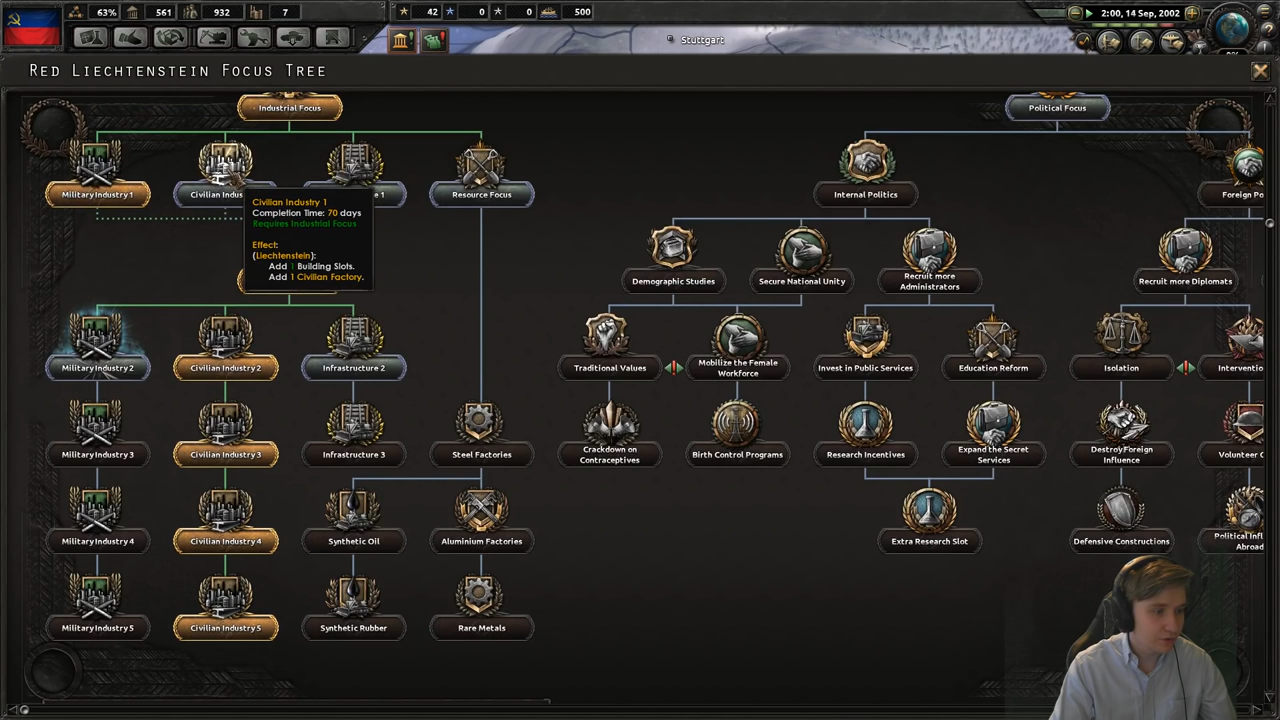 63% 561 932 7 42 0 0 500 2:00, 14 Sep, 2002
Stuttgart
Red Liechtenstein Focus Tree
Industrial Focus
Political Focus
Military Industry 1
Resource Focus
Internal Politics
Civilian Industry 1
Completion Time: 70 days
Requires Industrial Focus
Effect:
(Liechtenstein):
Add 1 Building Slots.
Add 1 Civilian Factory.
Demographic Studies
Secure National Unity
Recruit more
Administrators
Recruit more Diplomats
Military Industry 2
Civilian Industry 2
Infrastructure 2
Traditional Values
Mobilize the Female
Workforce
Invest in Public Services
Education Reform
Isolation
Military Industry 3
Civilian Industry 3
Infrastructure 3
Steel Factories
Crackdown on
Contraceptives
Birth Control Programs
Research Incentives
Expand the Secret
Services
Destroy Foreign
Influence
Military Industry 4
Civilian Industry 4
Synthetic Oil
Aluminium Factories
Extra Research Slot
Defensive Constructions
Political Infl
Abroad
Military Industry 5
Civilian Industry 5
Synthetic Rubber
Rare Metals